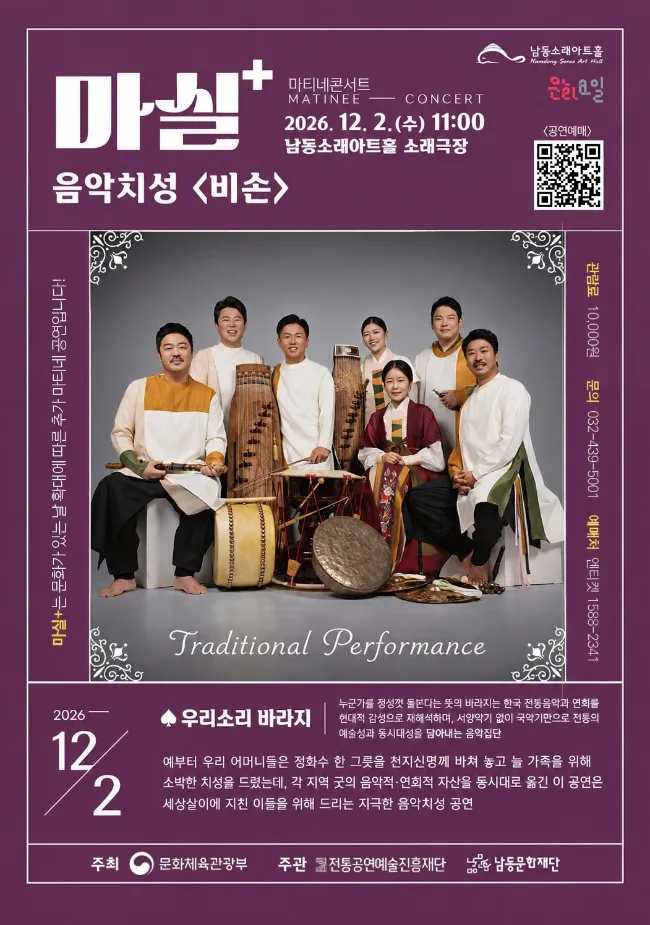 남동소래아트홀
Namdong Sorae Art Hall
문화요일
마실+
마티네콘서트
MATINEE — CONCERT
2026. 12. 2.(수) 11:00
남동소래아트홀 소래극장
<공연예매>
음악치성 <비손>
마실+는 문화가 있는 날 확대에 따른 추가 마티네 공연입니다!
관람료 10,000원 문의 032-439-5001 예매처 엔티켓 1588-2341
Traditional Performance
2026
12/2
♠ 우리소리 바라지
누군가를 정성껏 돌본다는 뜻의 바라지는 한국 전통음악과 연희를
현대적 감성으로 재해석하며, 서양악기 없이 국악기만으로 전통의
예술성과 동시대성을 담아내는 음악집단
예부터 우리 어머니들은 정화수 한 그릇을 천지신명께 바쳐 놓고 늘 가족을 위해
소박한 치성을 드렸는데, 각 지역 굿의 음악적·연희적 자산을 동시대로 옮긴 이 공연은
세상살이에 지친 이들을 위해 드리는 지극한 음악치성 공연
주최 문화체육관광부 주관 전통공연예술진흥재단 남동문화재단